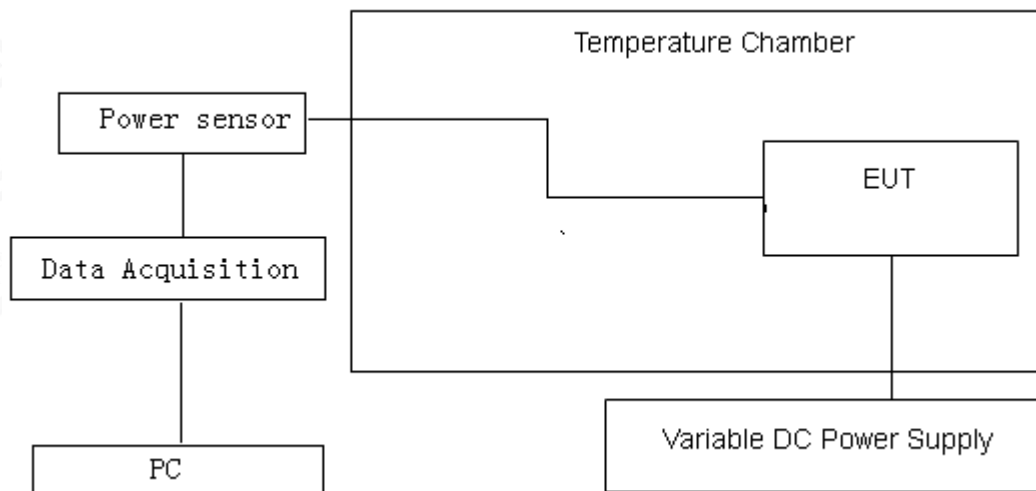 Temperature Chamber
Power sensor
EUT
Data Acquisition
Variable DC Power Supply
PC